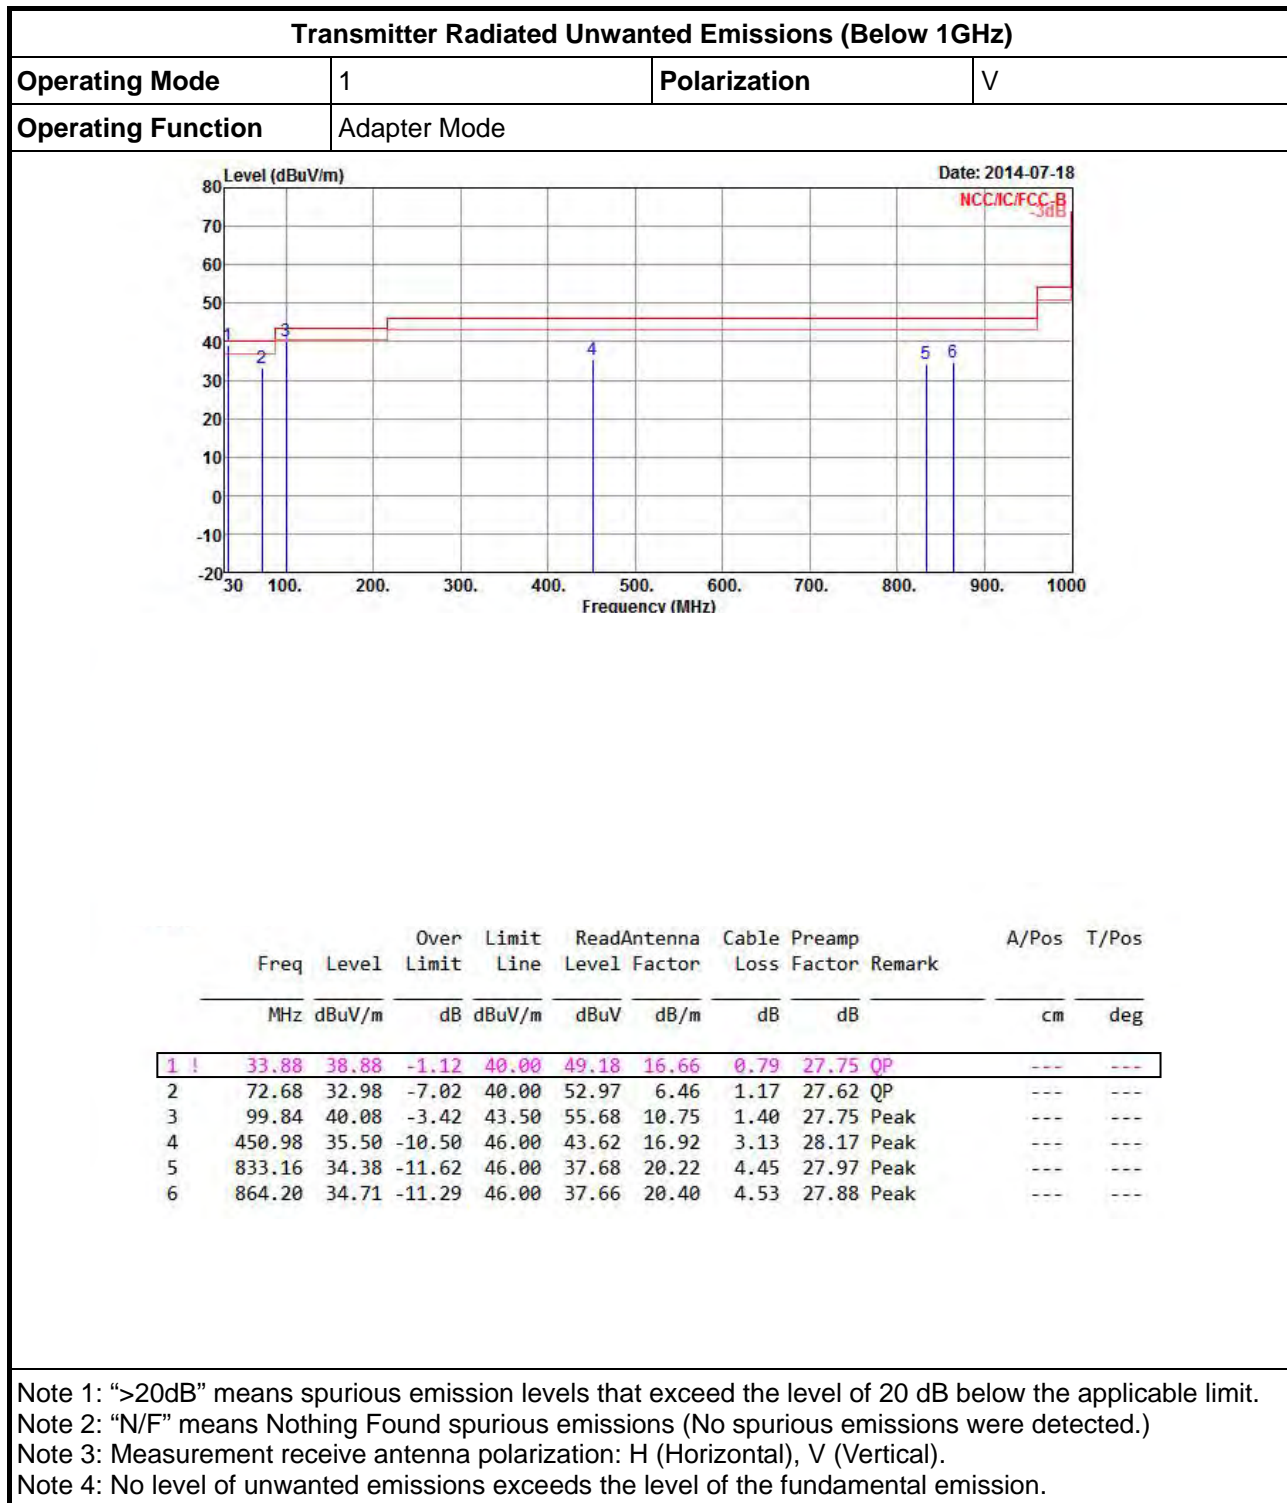 Transmitter Radiated Unwanted Emissions (Below 1GHz)
Operating Mode 1 Polarization V
Operating Function Adapter Mode
Level (dBuV/m) Date: 2014-07-18
NCC/IC/FCC-B
-3dB
80
70
60
50
40
30
20
10
0
-10
-20
1 2 3 4 5 6
30 100. 200. 300. 400. 500. 600. 700. 800. 900. 1000
Frequency (MHz)
Over Limit ReadAntenna Cable Preamp A/Pos T/Pos
Freq Level Limit Line Level Factor Loss Factor Remark
MHz dBuV/m dB dBuV/m dBuV dB/m dB dB cm deg
1 ! 33.88 38.88 -1.12 40.00 49.18 16.66 0.79 27.75 QP --- ---
2 72.68 32.98 -7.02 40.00 52.97 6.46 1.17 27.62 QP --- ---
3 99.84 40.08 -3.42 43.50 55.68 10.75 1.40 27.75 Peak --- ---
4 450.98 35.50 -10.50 46.00 43.62 16.92 3.13 28.17 Peak --- ---
5 833.16 34.38 -11.62 46.00 37.68 20.22 4.45 27.97 Peak --- ---
6 864.20 34.71 -11.29 46.00 37.66 20.40 4.53 27.88 Peak --- ---
Note 1: “>20dB” means spurious emission levels that exceed the level of 20 dB below the applicable limit.
Note 2: “N/F” means Nothing Found spurious emissions (No spurious emissions were detected.)
Note 3: Measurement receive antenna polarization: H (Horizontal), V (Vertical).
Note 4: No level of unwanted emissions exceeds the level of the fundamental emission.